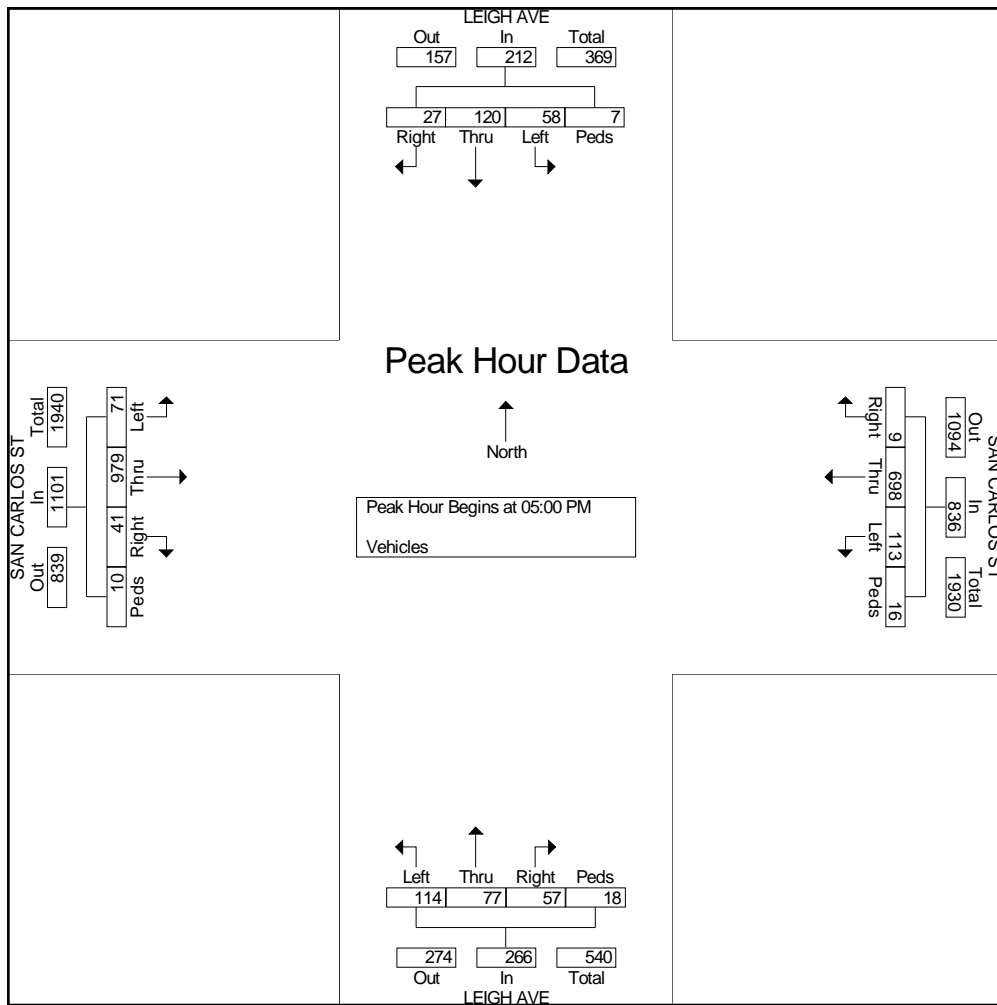 LEIGH AVE
Out In Total
157 212 369
27 120 58 7
Right Thru Left Peds
Peak Hour Data
North
Peak Hour Begins at 05:00 PM
Vehicles
SAN CARLOS ST
Out In Total
839 1101 1940
10 41 979 71
Peds Right Thru Left
SAN CARLOS ST
Out In Total
1094 836 1930
Right Thru Left Peds
9 698 113 16
Left Thru Right Peds
114 77 57 18
274 266 540
Out In Total
LEIGH AVE